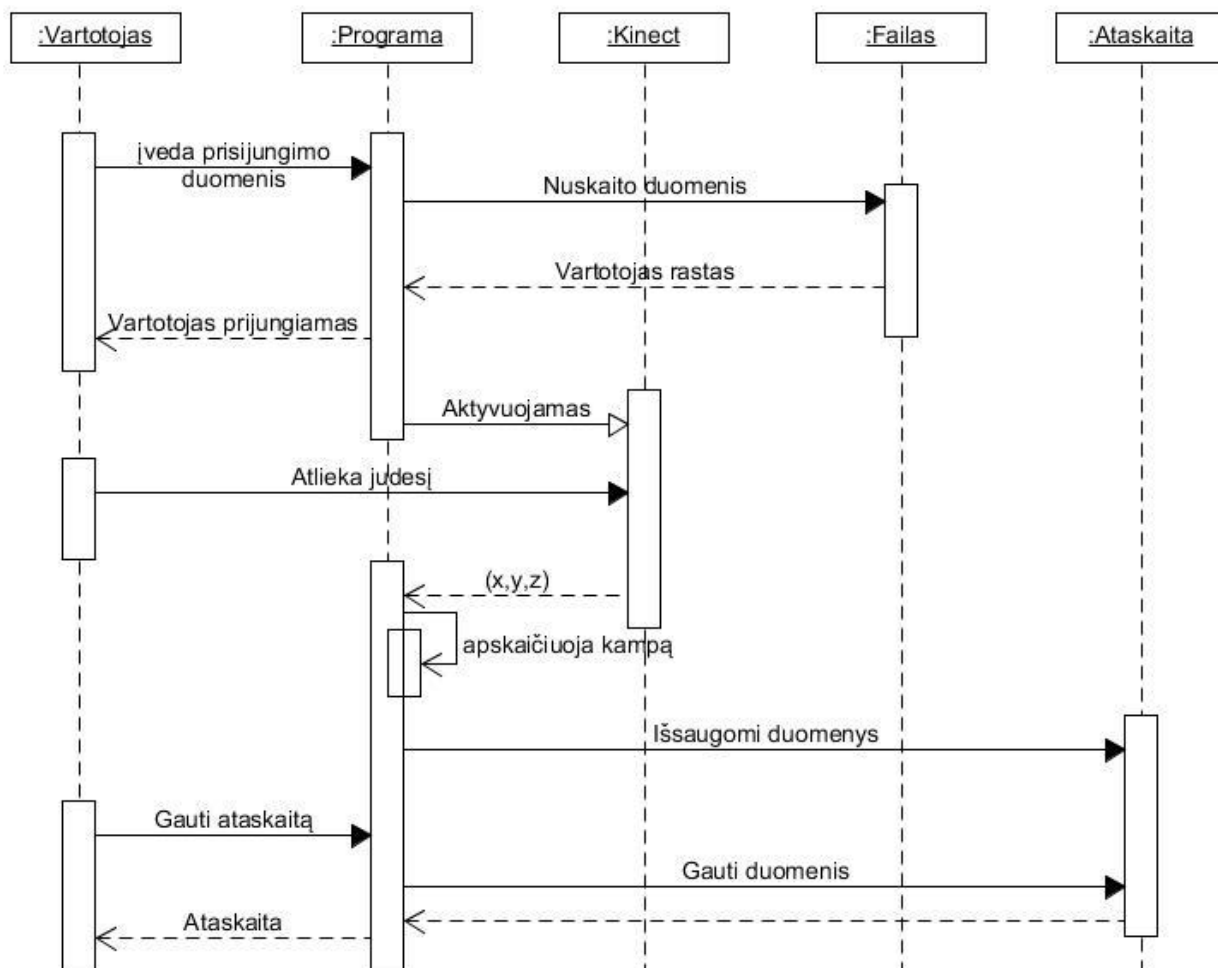 :Vartotojas
:Programa
:Kinect
:Failas
:Ataskaita
įveda prisijungimo
duomenis
Nuskaito duomenis
Vartotojas rastas
Vartotojas prijungiamas
Aktyvuojamas
Atlieka judesį
(x,y,z)
apskaičiuoja kampą
Išsaugomi duomenys
Gauti ataskaitą
Gauti duomenis
Ataskaita